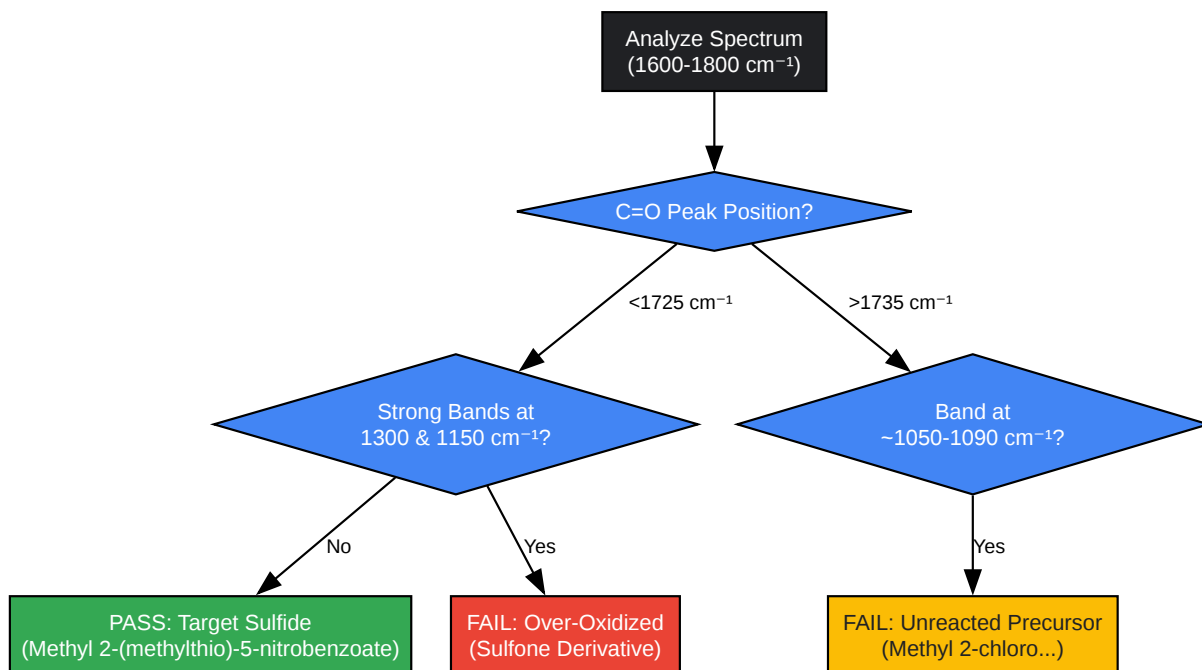 Analyze Spectrum
(1600-1800 cm⁻¹)
C=O Peak Position?
<1725 cm⁻¹
>1735 cm⁻¹
Strong Bands at
1300 & 1150 cm⁻¹?
Band at
~1050-1090 cm⁻¹?
No
Yes
Yes
PASS: Target Sulfide
(Methyl 2-(methylthio)-5-nitrobenzoate)
FAIL: Over-Oxidized
(Sulfone Derivative)
FAIL: Unreacted Precursor
(Methyl 2-chloro...)